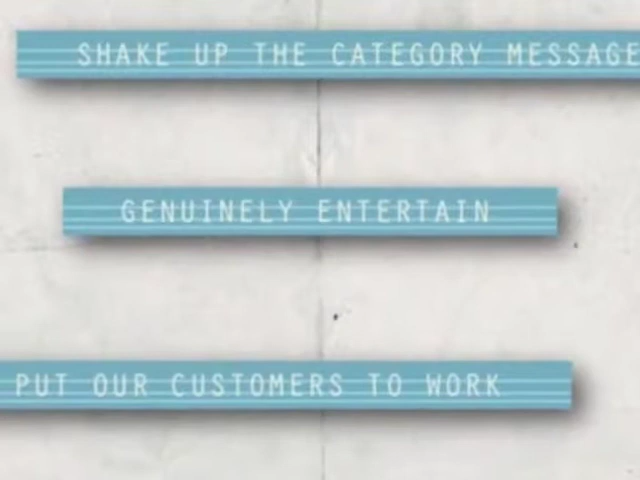 SHAKE UP THE CATEGORY MESSAGE
GENUINELY ENTERTAIN
PUT OUR CUSTOMERS TO WORK